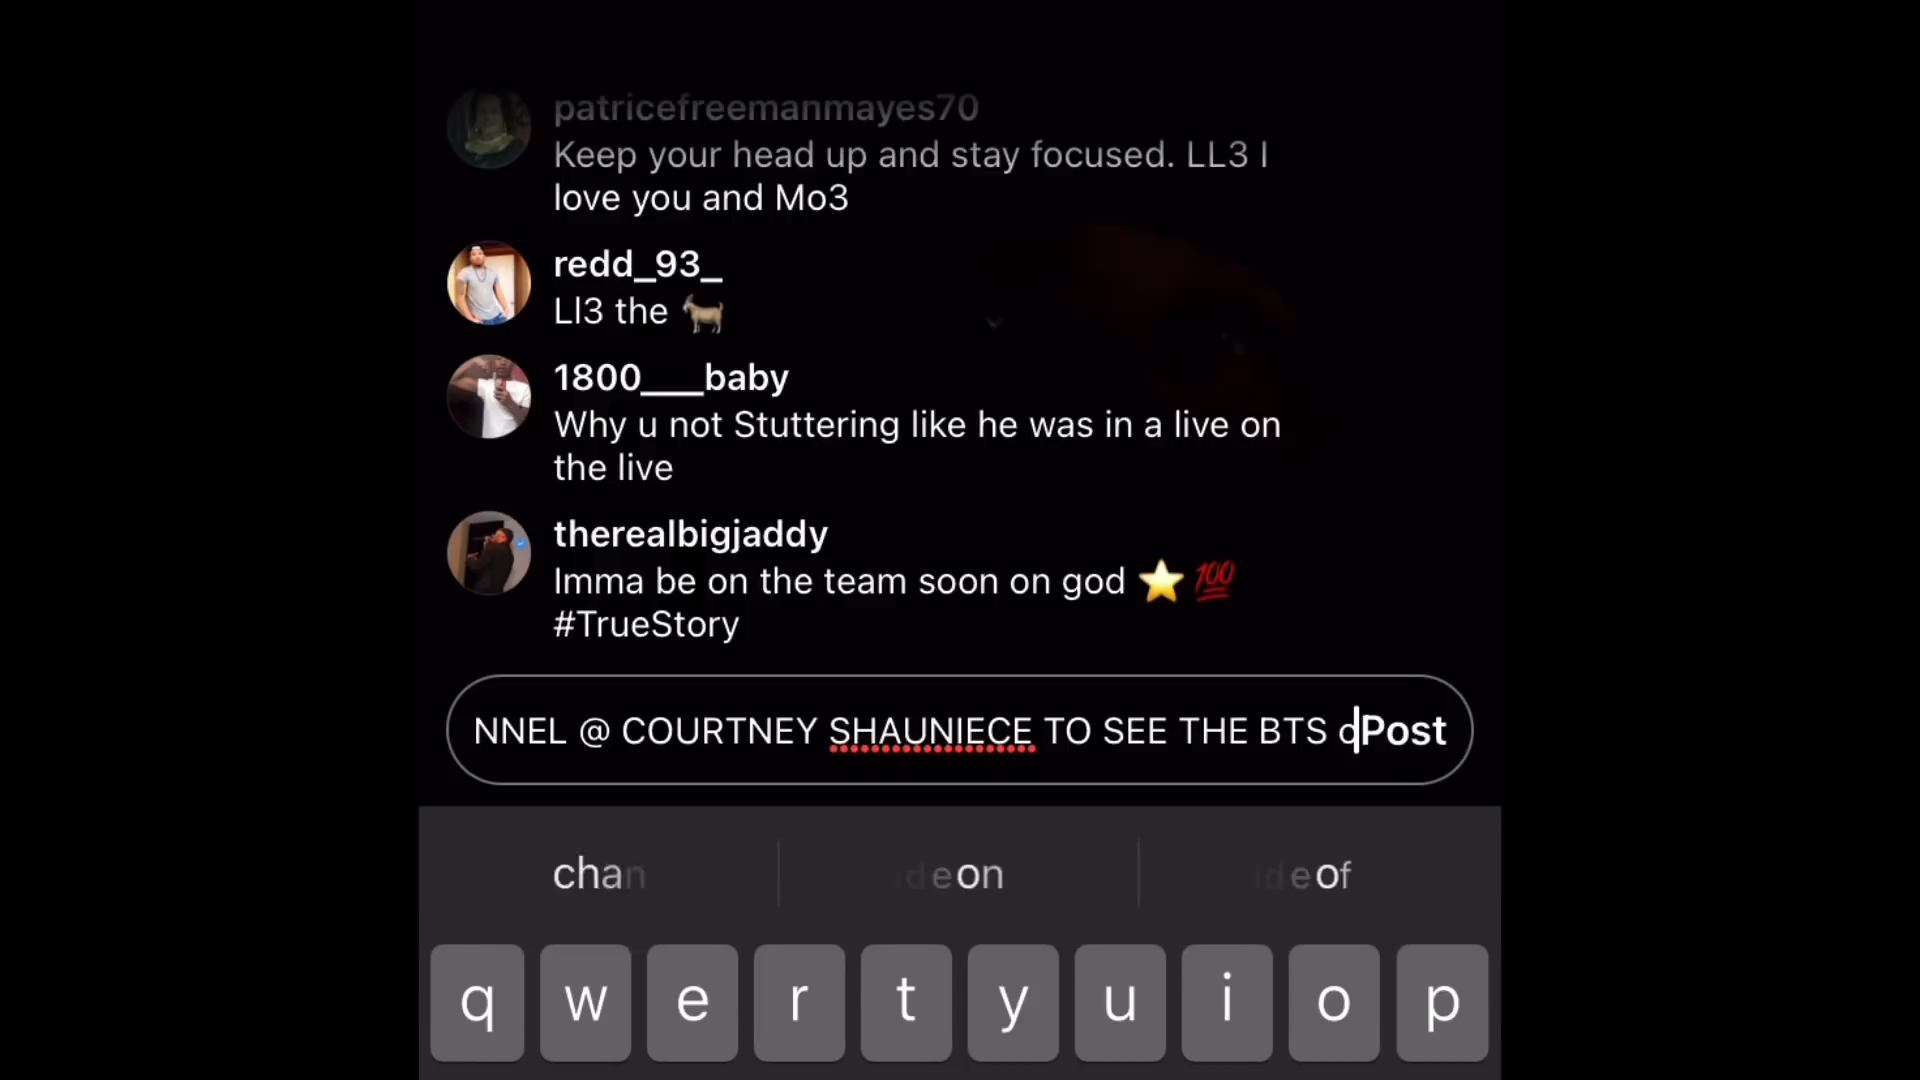 patricefreemanmayes70
Keep your head up and stay focused. LL3 I
love you and Mo3
redd_93_
Ll3 the 🐐
1800___baby
Why u not Stuttering like he was in a live on
the live
therealbigjaddy
Imma be on the team soon on god ⭐ 💯
#TrueStory
NNEL @ COURTNEY SHAUNIECE TO SEE THE BTS o Post
chan on of
q w e r t y u i o p